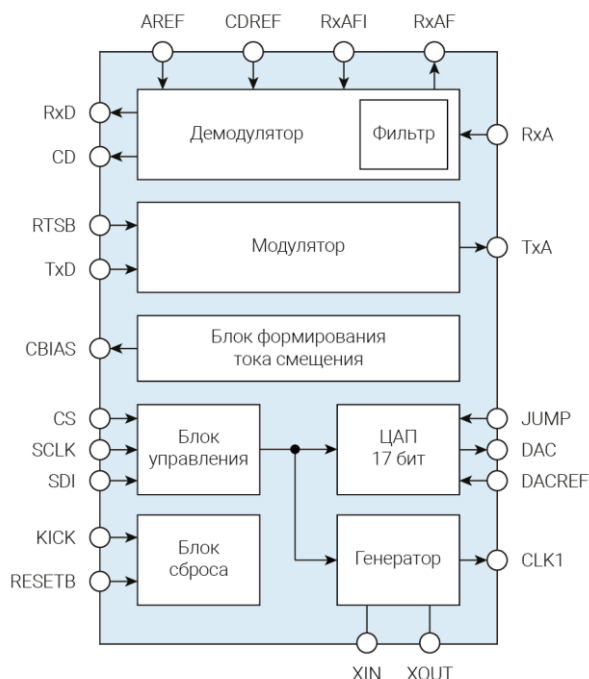 AREF CDREF RxAFI RxAF
RxD
Демодулятор
Фильтр
RxA
CD
RTSB
Модулятор
TxA
TxD
CBIAS
Блок формирования
тока смещения
CS
SCLK
SDI
Блок
управления
ЦАП
17 бит
JUMP
DAC
DACREF
KICK
RESETB
Блок
сброса
Генератор
CLK1
XIN XOUT